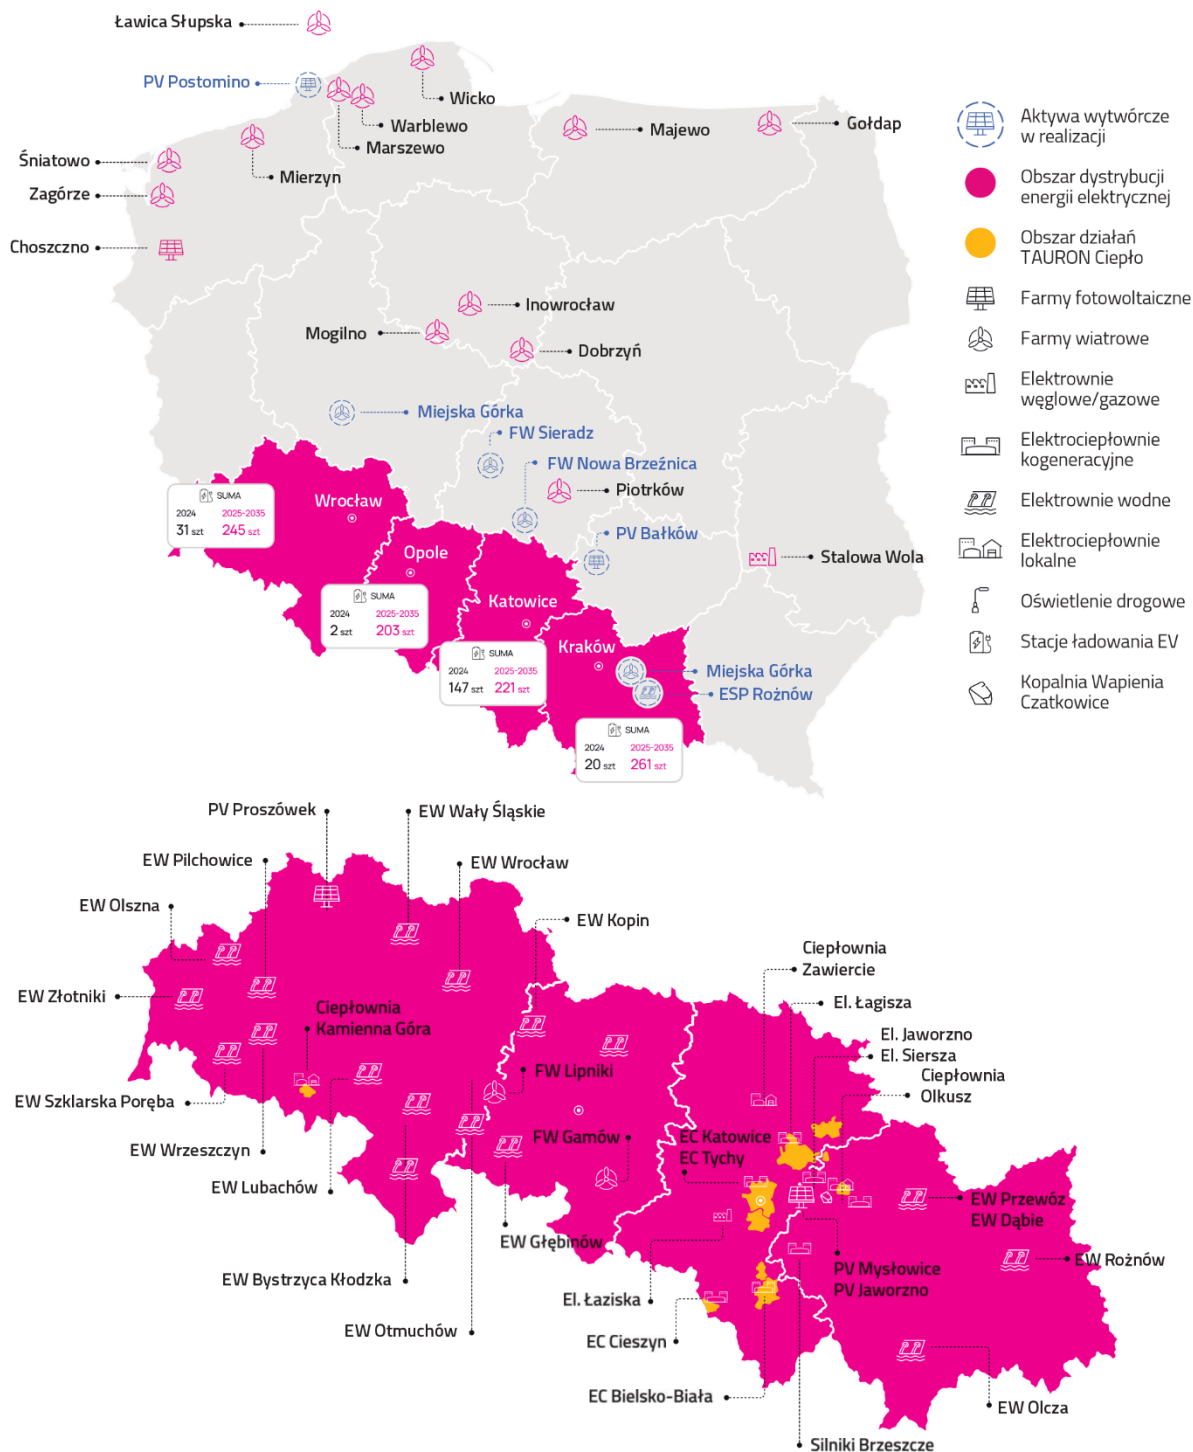 Ławica Słupska
PV Postomino
Wicko
Warblewo
Marszewo
Majewo
Gołdap
Śniatowo
Mierzyn
Zagórze
Choszczno
Inowrocław
Mogilno
Dobrzyń
Miejska Górka
FW Sieradz
FW Nowa Brzeźnica
Piotrków
PV Bałków
Stalowa Wola
Wrocław
SUMA
2024
2025-2035
31 szt
245 szt
Opole
SUMA
2024
2025-2035
2 szt
203 szt
Katowice
SUMA
2024
2025-2035
147 szt
221 szt
Kraków
Miejska Górka
ESP Rożnów
SUMA
2024
2025-2035
20 szt
261 szt
Aktywa wytwórcze
w realizacji
Obszar dystrybucji
energii elektrycznej
Obszar działań
TAURON Ciepło
Farmy fotowoltaiczne
Farmy wiatrowe
Elektrownie
węglowe/gazowe
Elektrociepłownie
kogeneracyjne
Elektrownie wodne
Elektrociepłownie
lokalne
Oświetlenie drogowe
Stacje ładowania EV
Kopalnia Wapienia
Czatkowice
PV Proszówek
EW Wały Śląskie
EW Pilchowice
EW Wrocław
EW Olszna
EW Kopin
EW Złotniki
Ciepłownia
Kamienna Góra
Ciepłownia
Zawiercie
El. Łagisza
El. Jaworzno
El. Siersza
Ciepłownia
Olkusz
EW Szklarska Poręba
FW Lipniki
EW Wrzeszczyn
FW Gamów
EC Katowice
EC Tychy
EW Lubachów
EW Przewóz
EW Dąbie
EW Głębinów
EW Rożnów
PV Mysłowice
PV Jaworzno
EW Bystrzyca Kłodzka
El. Łaziska
EW Otmuchów
EC Cieszyn
EC Bielsko-Biała
EW Olcza
Silniki Brzeszcze